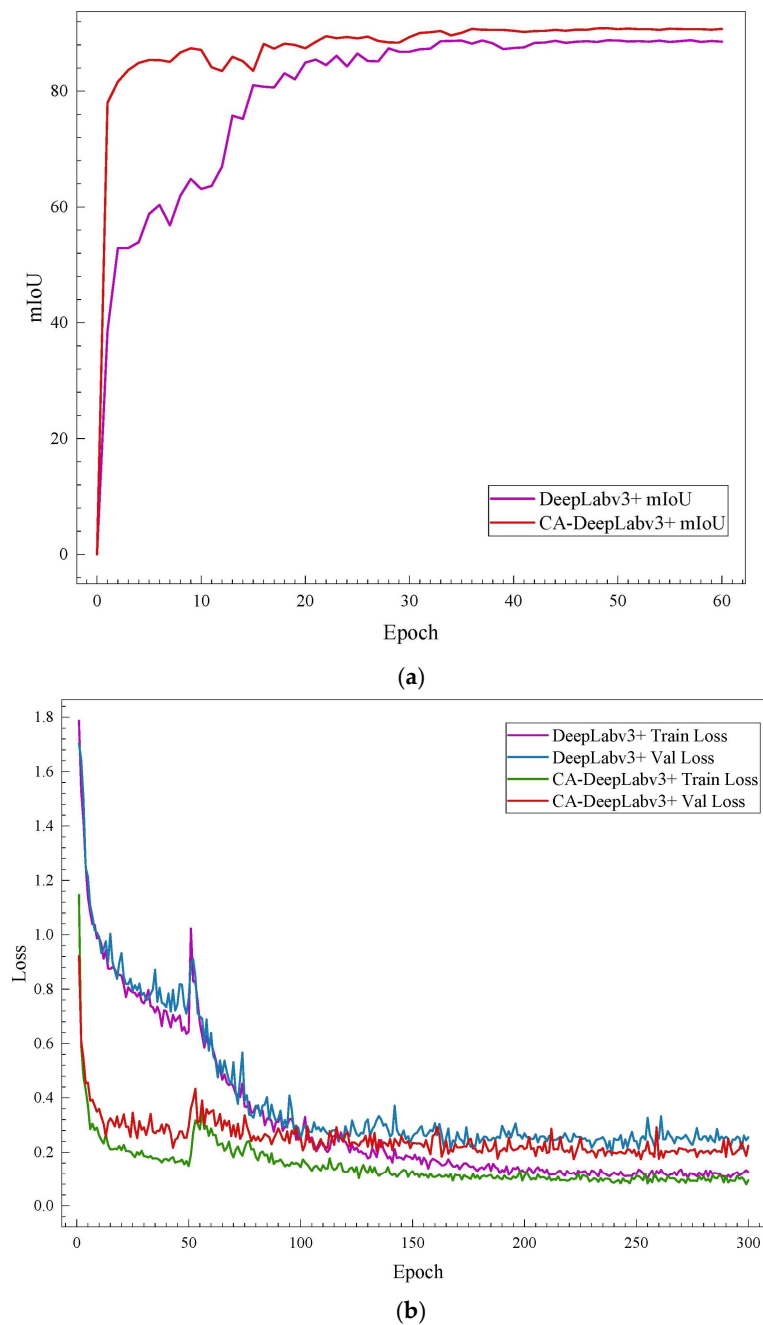 80
60
40
20
0
mIoU
DeepLabv3+ mIoU
CA-DeepLabv3+ mIoU
0 10 20 30 40 50 60
Epoch
(a)
1.8
1.6
1.4
1.2
1.0
0.8
0.6
0.4
0.2
0.0
Loss
DeepLabv3+ Train Loss
DeepLabv3+ Val Loss
CA-DeepLabv3+ Train Loss
CA-DeepLabv3+ Val Loss
0 50 100 150 200 250 300
Epoch
(b)